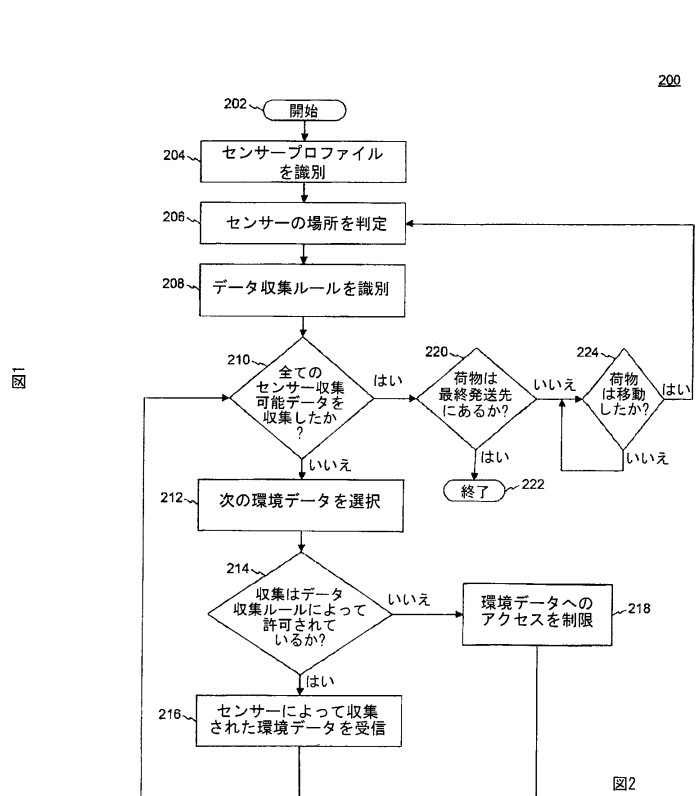 200
202
開始
204
センサープロファイル
を識別
206
センサーの場所を判定
208
データ収集ルールを識別
210
全ての
センサー収集
可能データを
収集したか
?
はい
いいえ
220
荷物は
最終発送先
にあるか?
いいえ
はい
終了
222
224
荷物
は移動
したか?
はい
いいえ
図1
212
次の環境データを選択
214
収集はデータ
収集ルールによって
許可されて
いるか?
いいえ
はい
環境データへの
アクセスを制限
218
216
センサーによって収集
された環境データを受信
図2